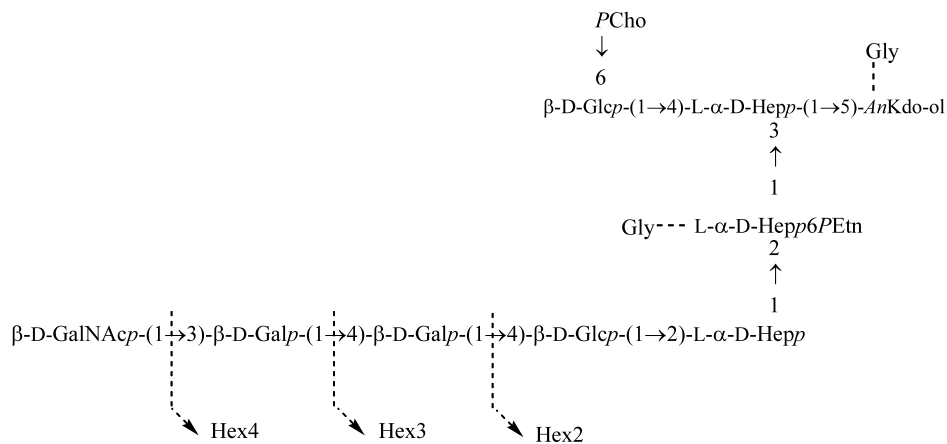 PCho
↓
Gly
6
β-D-Glcp-(1→4)-L-α-D-Hepp-(1→5)-AnKdo-ol
3
↑
1
Gly--- L-α-D-Hepp6PEtn
2
↑
1
β-D-GalNAcp-(1→3)-β-D-Galp-(1→4)-β-D-Galp-(1→4)-β-D-Glcp-(1→2)-L-α-D-Hepp
Hex4 Hex3 Hex2